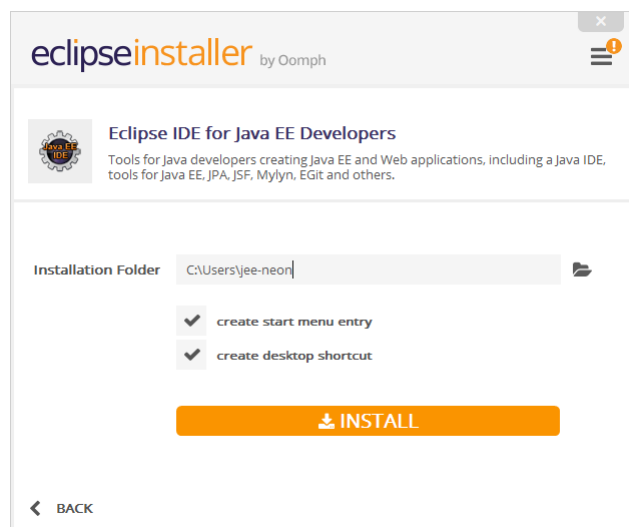 eclipseinstaller by Oomph
!
Java EE
IDE
Eclipse IDE for Java EE Developers
Tools for Java developers creating Java EE and Web applications, including a Java IDE,
tools for Java EE, JPA, JSF, Mylyn, EGit and others.
Installation Folder C:\Users\jee-neon
create start menu entry
create desktop shortcut
INSTALL
BACK